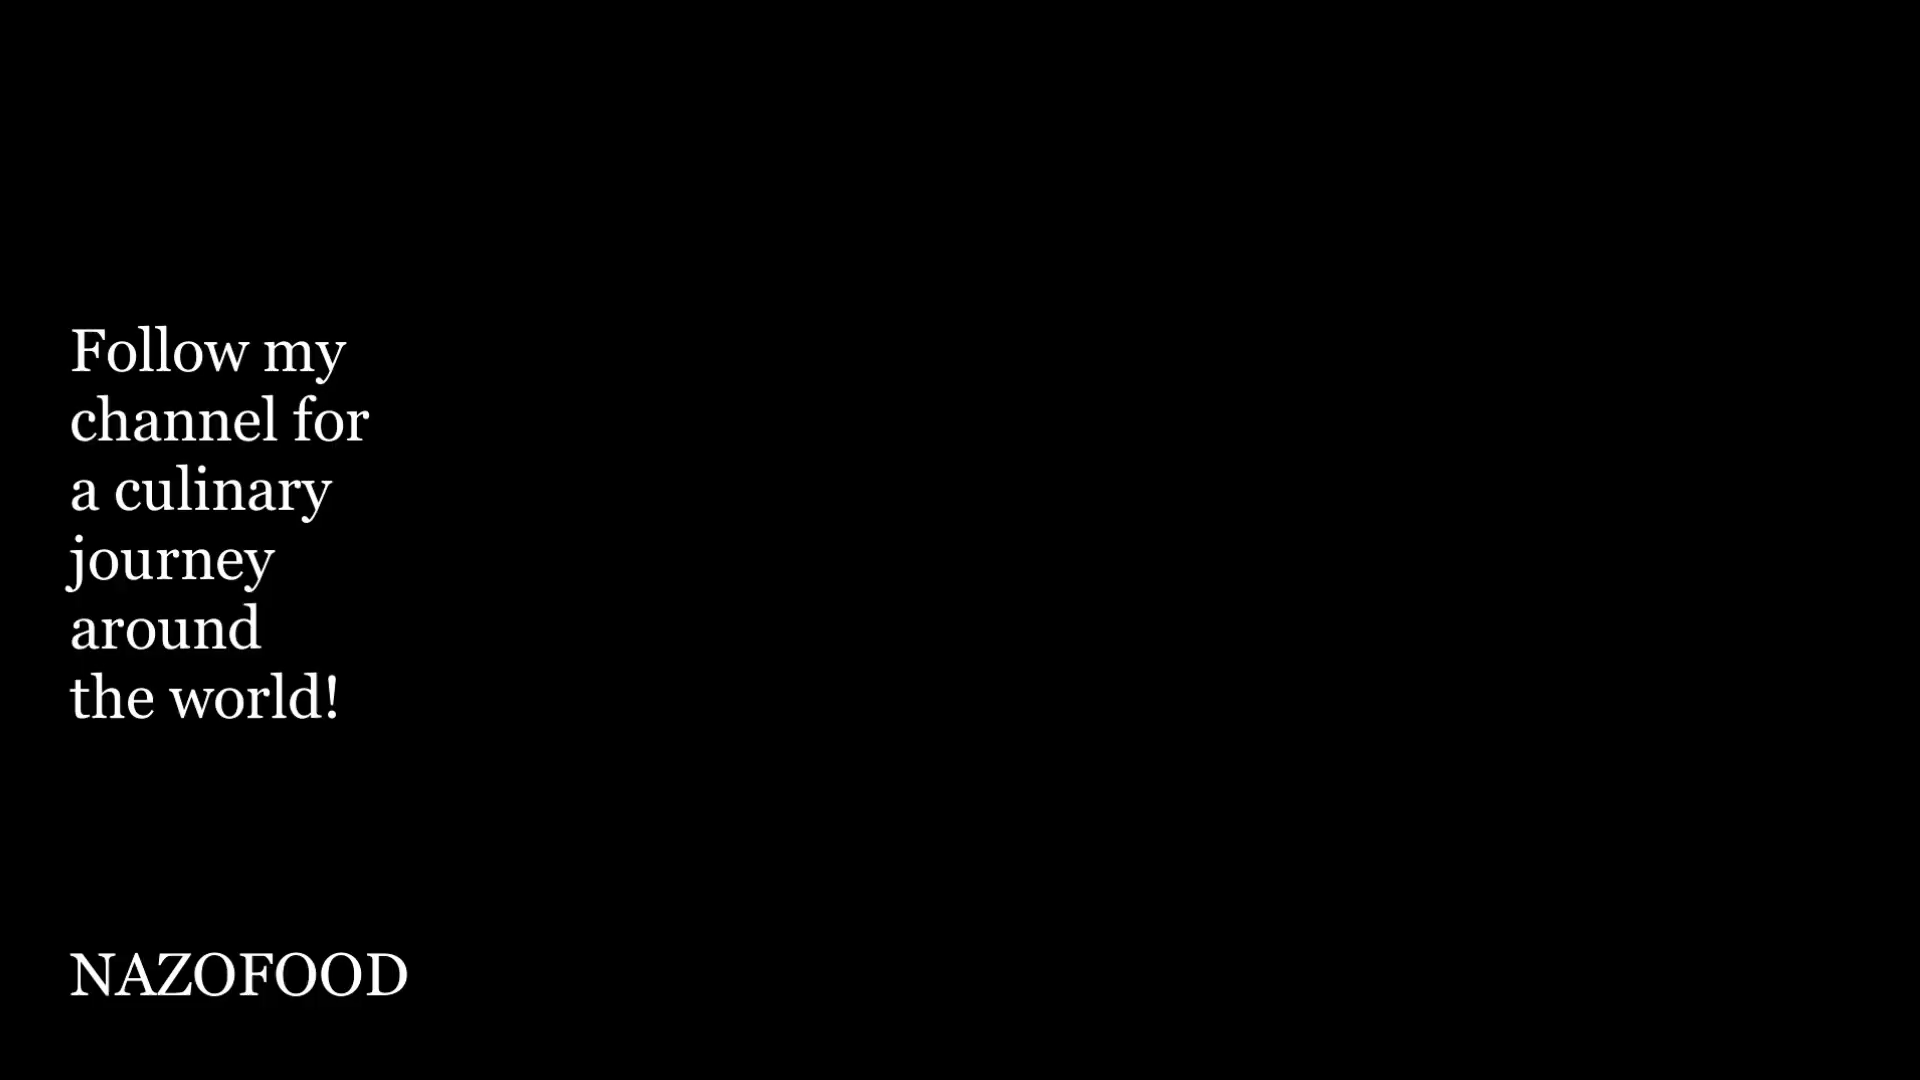 Follow my
channel for
a culinary
journey
around
the world!
NAZOFOOD